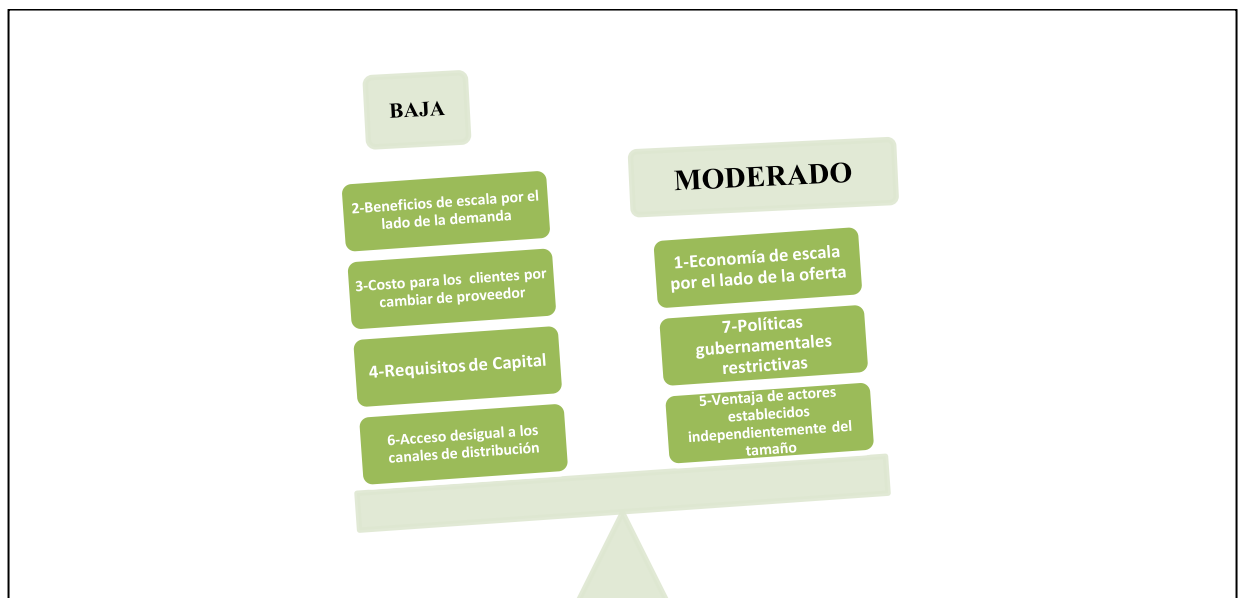 BAJA
2-Beneficios de escala por el
lado de la demanda
3-Costo para los clientes por
cambiar de proveedor
4-Requisitos de Capital
6-Acceso desigual a los
canales de distribución
MODERADO
1-Economía de escala
por el lado de la oferta
7-Políticas
gubernamentales
restrictivas
5-Ventaja de actores
establecidos
independientemente del
tamaño